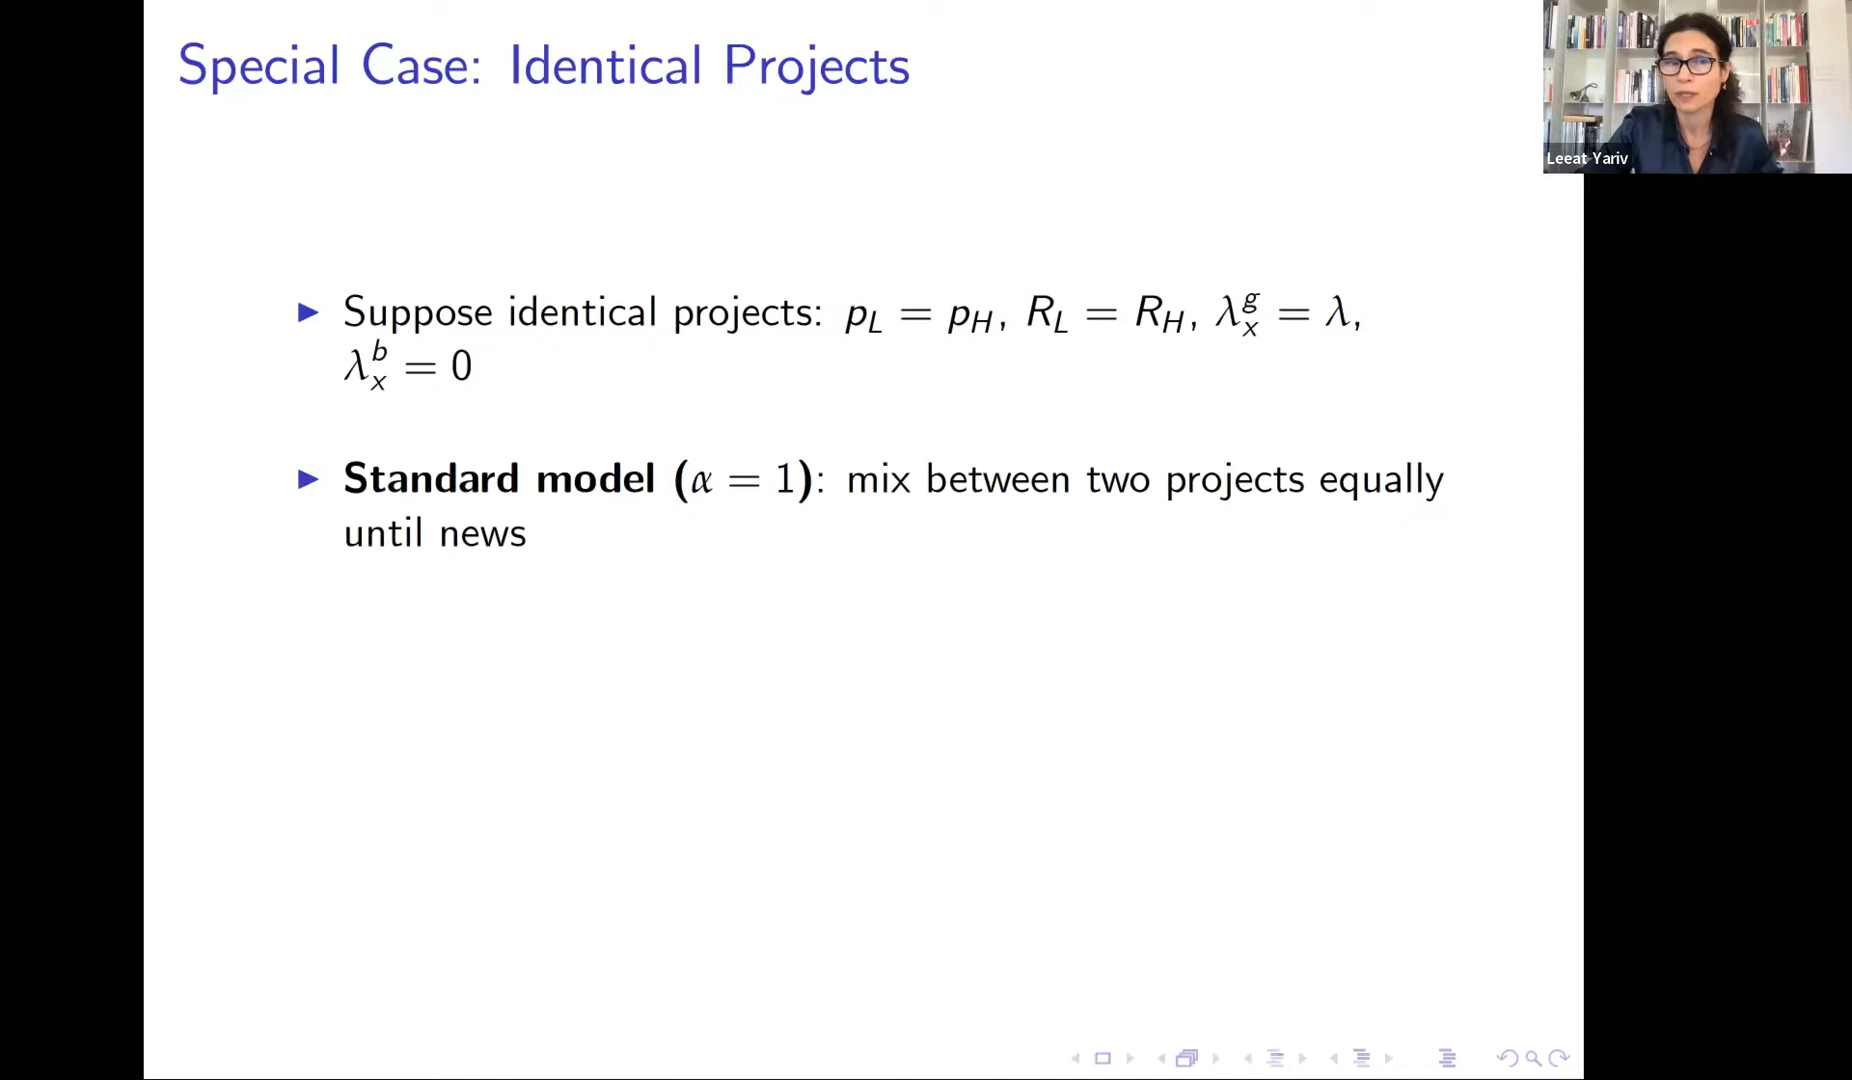 Special Case: Identical Projects
Leeat Yariv
▶ Suppose identical projects: p_L = p_H, R_L = R_H, λ_x^g = λ,
λ_x^b = 0
▶ Standard model (α = 1): mix between two projects equally
until news